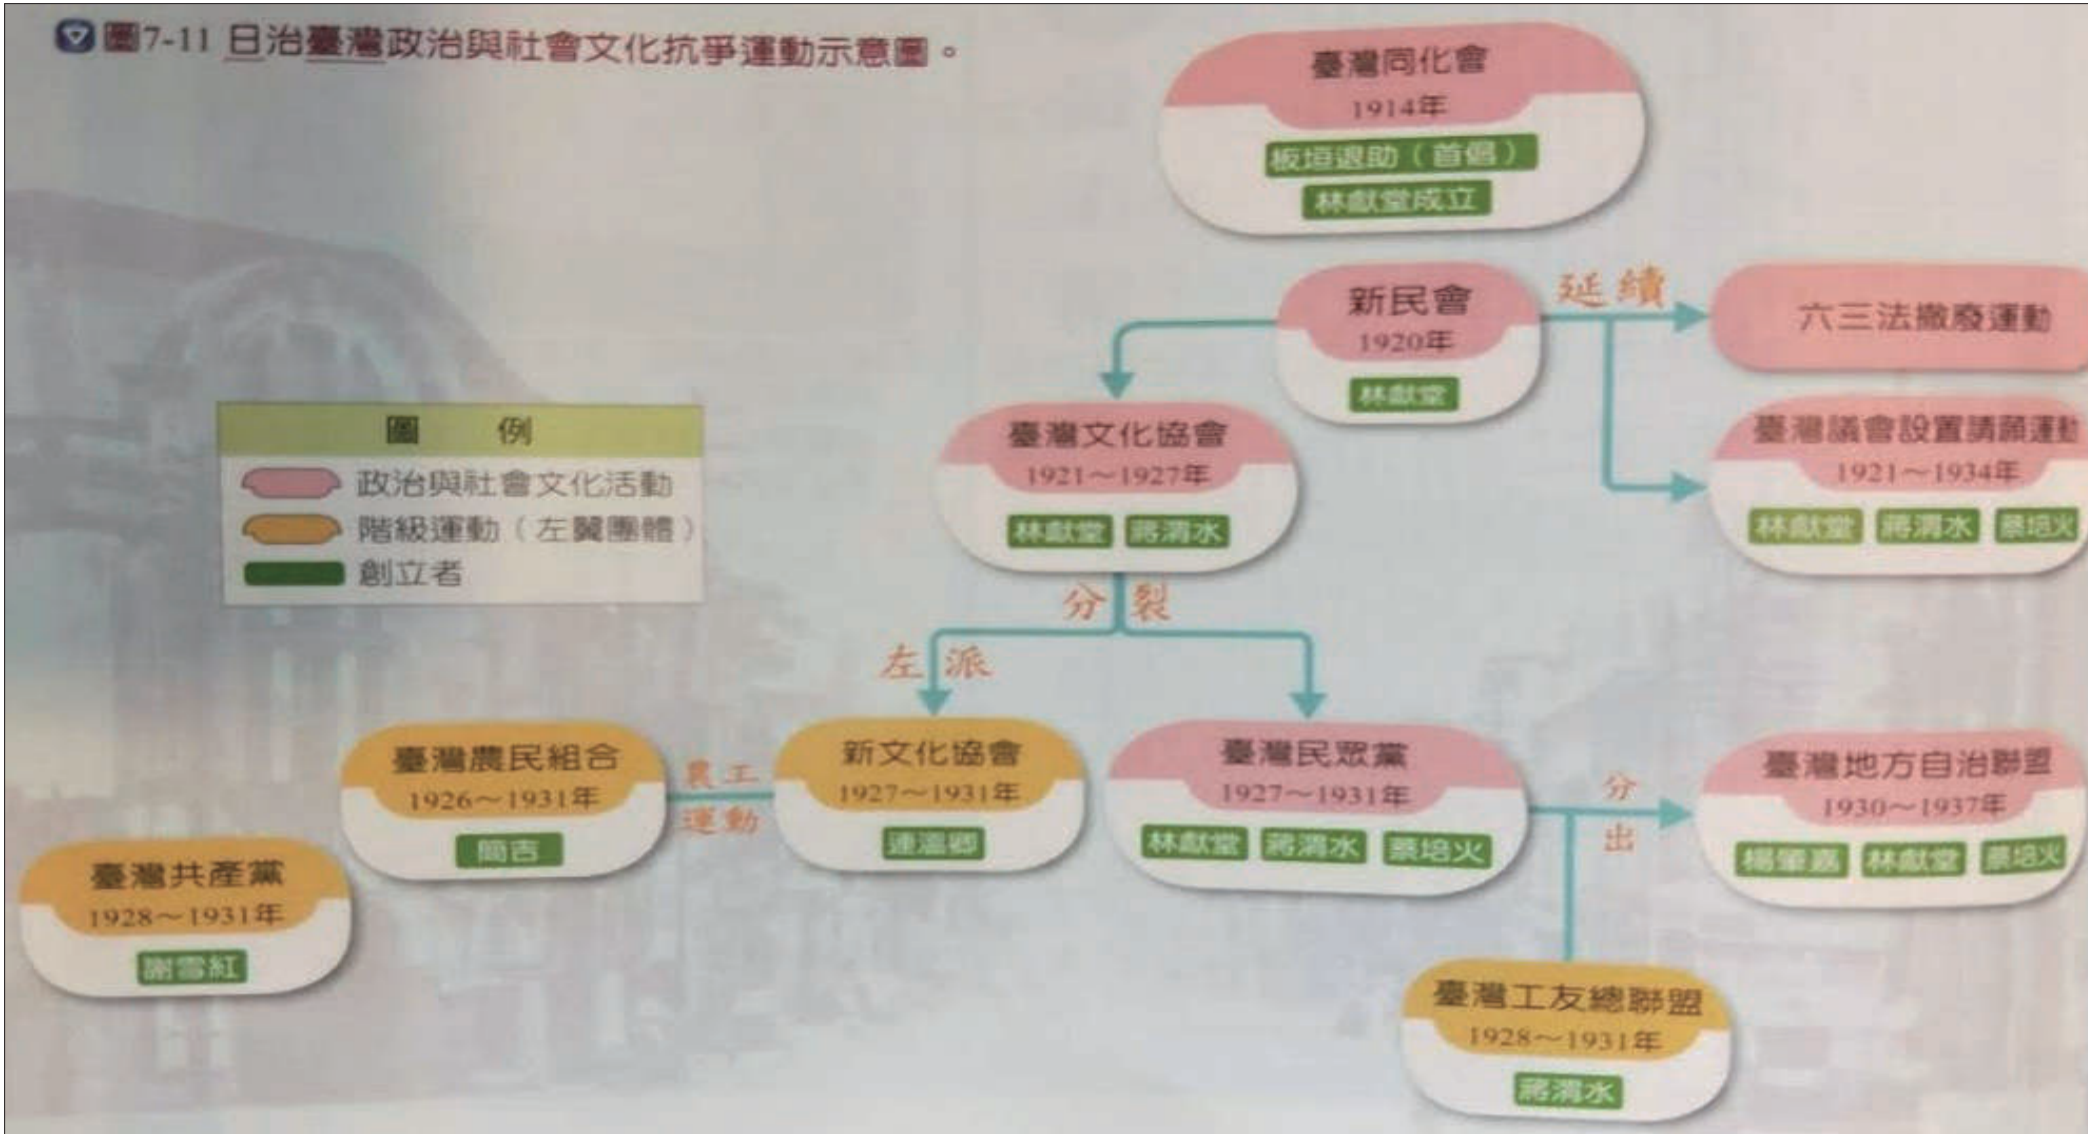 圖7-11 日治臺灣政治與社會文化抗爭運動示意圖。
臺灣同化會
1914年
板垣退助（首倡）
林獻堂成立
新民會
1920年
林獻堂
延續
六三法撤廢運動
臺灣議會設置請願運動
1921～1934年
林獻堂 蔣渭水 蔡培火
臺灣文化協會
1921～1927年
林獻堂 蔣渭水
圖 例
政治與社會文化活動
階級運動（左翼團體）
創立者
分裂
左派
臺灣共產黨
1928～1931年
謝雪紅
臺灣農民組合
1926～1931年
簡吉
農工
運動
新文化協會
1927～1931年
連溫卿
臺灣民眾黨
1927～1931年
林獻堂 蔣渭水 蔡培火
分
出
臺灣地方自治聯盟
1930～1937年
楊肇嘉 林獻堂 蔡培火
臺灣工友總聯盟
1928～1931年
蔣渭水